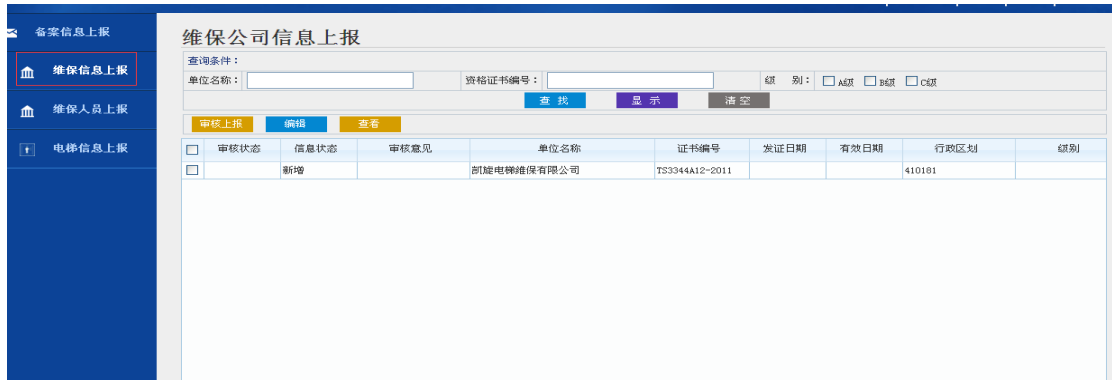 备案信息上报
维保信息上报
维保人员上报
电梯信息上报
维保公司信息上报
查询条件：
单位名称： 资格证书编号： 级 别： A级 B级 C级
查 找 显 示 清 空
审核上报 编辑 查看
审核状态 信息状态 审核意见 单位名称 证书编号 发证日期 有效日期 行政区划 级别
新增 凯旋电梯维保有限公司 TS3344A12-2011 410181